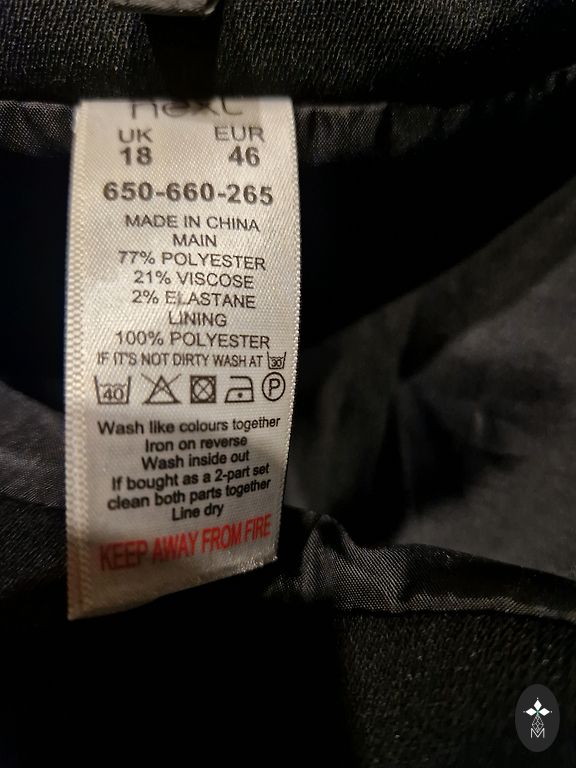 next
UK EUR
18 46
650-660-265
MADE IN CHINA
MAIN
77% POLYESTER
21% VISCOSE
2% ELASTANE
LINING
100% POLYESTER
IF IT'S NOT DIRTY WASH AT 30
40 P
Wash like colours together
Iron on reverse
Wash inside out
If bought as a 2-part set
clean both parts together
Line dry
KEEP AWAY FROM FIRE
M